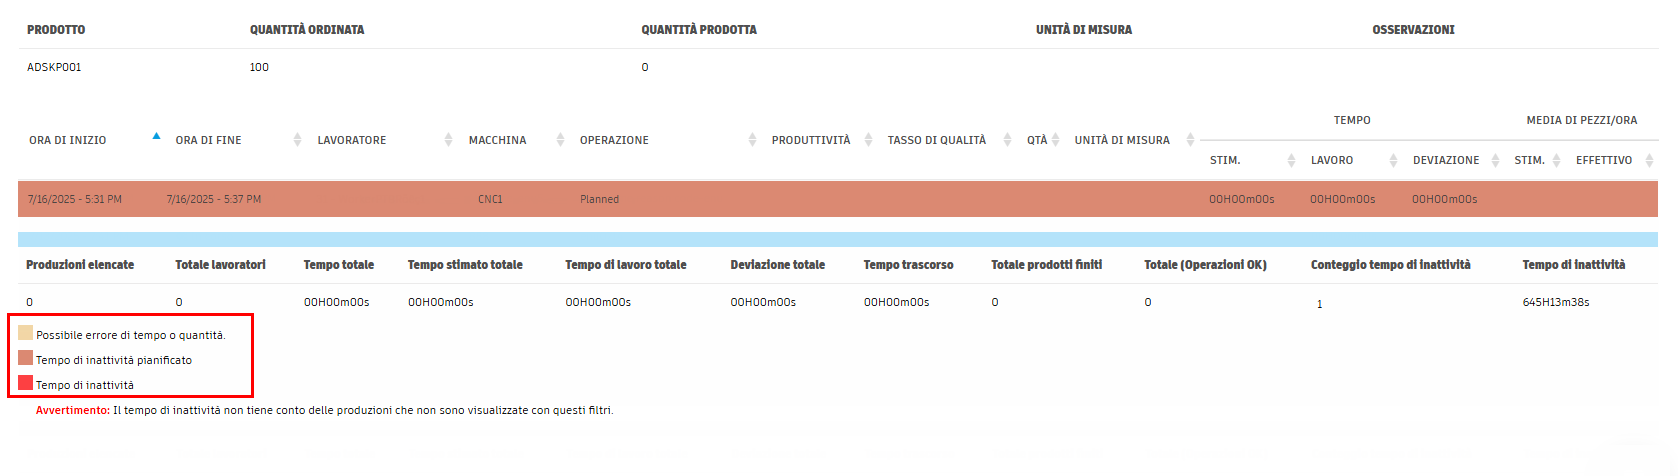 PRODOTTO QUANTITÀ ORDINATA QUANTITÀ PRODOTTA UNITÀ DI MISURA OSSERVAZIONI
ADSKP001 100 0
TEMPO MEDIA DI PEZZI/ORA
ORA DI INIZIO ORA DI FINE LAVORATORE MACCHINA OPERAZIONE PRODUTTIVITÀ TASSO DI QUALITÀ QTÀ UNITÀ DI MISURA
STIM. LAVORO DEVIAZIONE STIM. EFFETTIVO
7/16/2025 - 5:31 PM 7/16/2025 - 5:37 PM CNC1 Planned 00H00m00s 00H00m00s 00H00m00s
Produzioni elencate Totale lavoratori Tempo totale Tempo stimato totale Tempo di lavoro totale Deviazione totale Tempo trascorso Totale prodotti finiti Totale (Operazioni OK) Conteggio tempo di inattività Tempo di inattività
0 0 00H00m00s 00H00m00s 00H00m00s 00H00m00s 00H00m00s 0 0 1 645H13m38s
Possibile errore di tempo o quantità.
Tempo di inattività pianificato
Tempo di inattività
Avvertimento: Il tempo di inattività non tiene conto delle produzioni che non sono visualizzate con questi filtri.